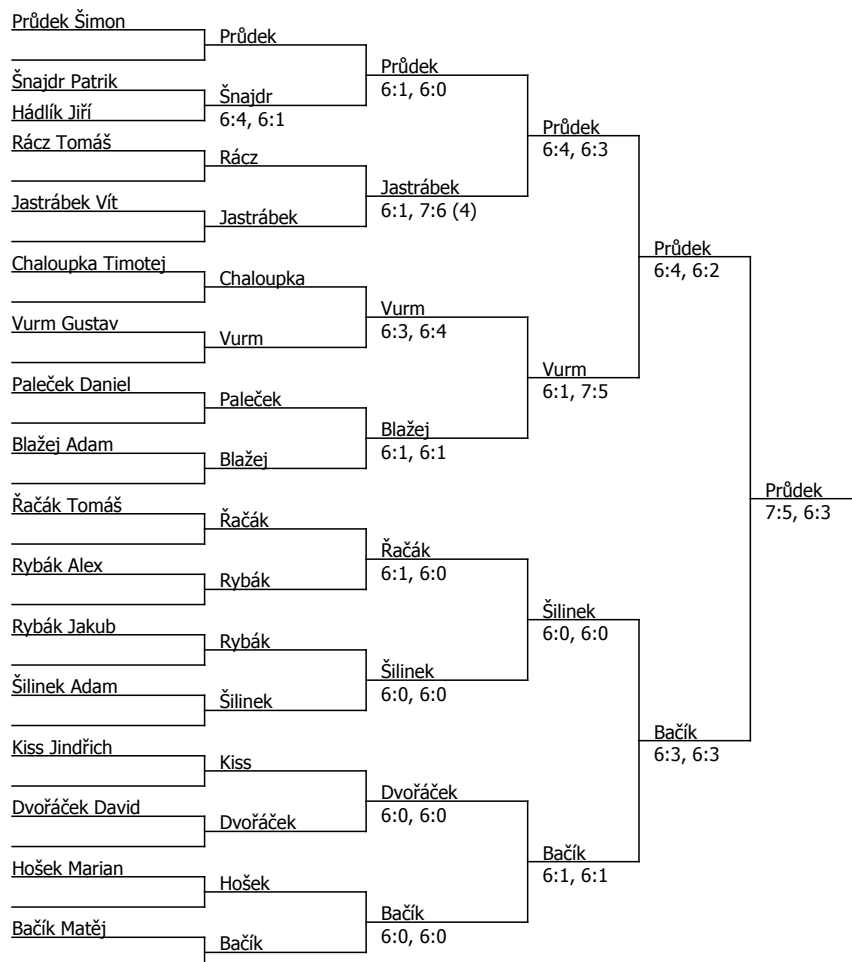 Průdek Šimon
Průdek
Průdek
6:1, 6:0
Šnajdr Patrik
Šnajdr
6:4, 6:1
Hádlík Jiří
Průdek
6:4, 6:3
Rácz Tomáš
Rácz
Jastrábek
6:1, 7:6 (4)
Jastrábek Vít
Jastrábek
Průdek
6:4, 6:2
Chaloupka Timotej
Chaloupka
Vurm
6:3, 6:4
Vurm Gustav
Vurm
Vurm
6:1, 7:5
Paleček Daniel
Paleček
Blažej
6:1, 6:1
Blažej Adam
Blažej
Průdek
7:5, 6:3
Řačák Tomáš
Řačák
Řačák
6:1, 6:0
Rybák Alex
Rybák
Šilinek
6:0, 6:0
Rybák Jakub
Rybák
Šilinek
6:0, 6:0
Šilinek Adam
Šilinek
Bačík
6:3, 6:3
Kiss Jindřich
Kiss
Dvořáček
6:0, 6:0
Dvořáček David
Dvořáček
Bačík
6:1, 6:1
Hošek Marian
Hošek
Bačík
6:0, 6:0
Bačík Matěj
Bačík